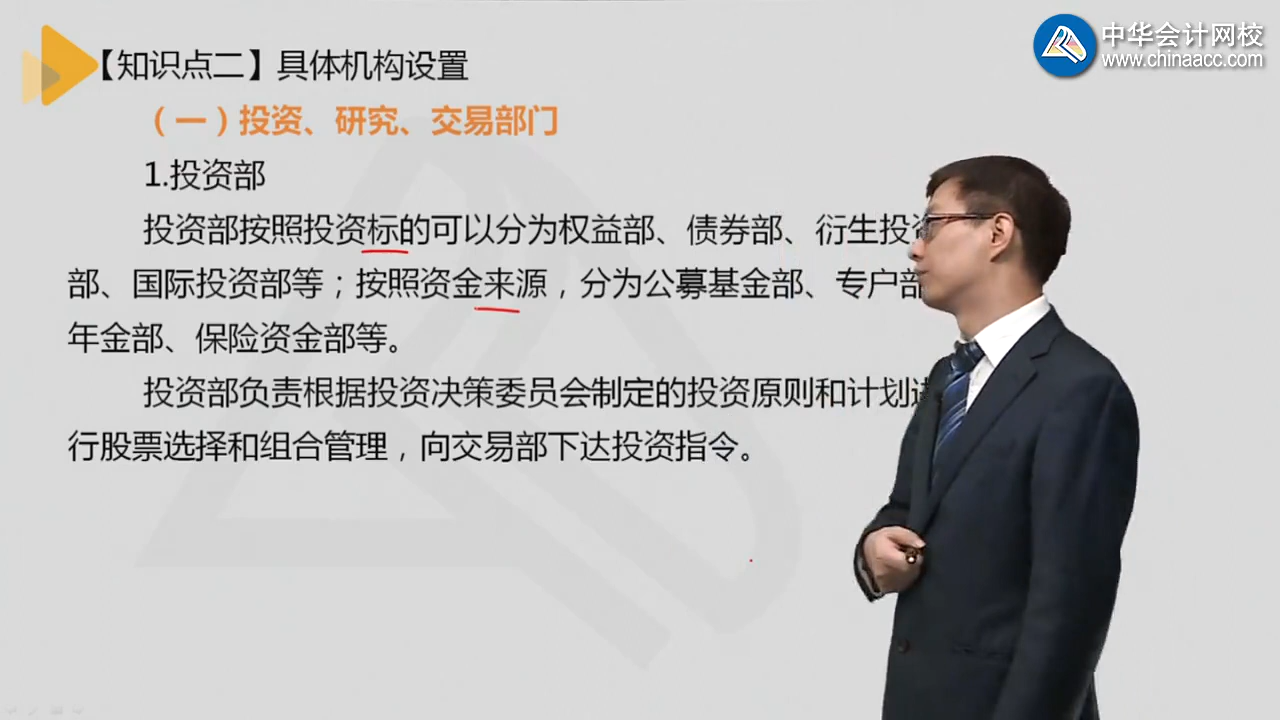 【知识点二】具体机构设置
中华会计网校
www.chinaacc.com
（一）投资、研究、交易部门
1.投资部
投资部按照投资标的可以分为权益部、债券部、衍生投资
部、国际投资部等；按照资金来源，分为公募基金部、专户部
年金部、保险资金部等。
投资部负责根据投资决策委员会制定的投资原则和计划进
行股票选择和组合管理，向交易部下达投资指令。